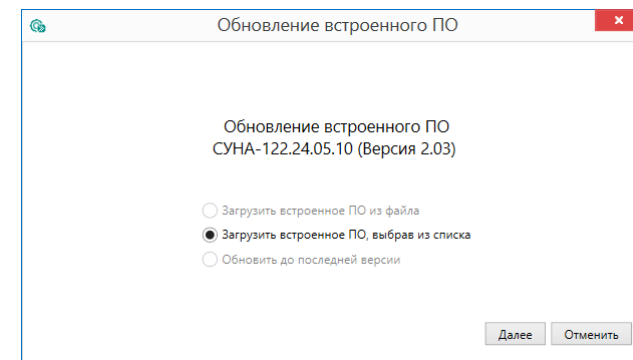 Обновление встроенного ПО
Обновление встроенного ПО
СУНА-122.24.05.10 (Версия 2.03)
Загрузить встроенное ПО из файла
Загрузить встроенное ПО, выбрав из списка
Обновить до последней версии
Далее Отменить